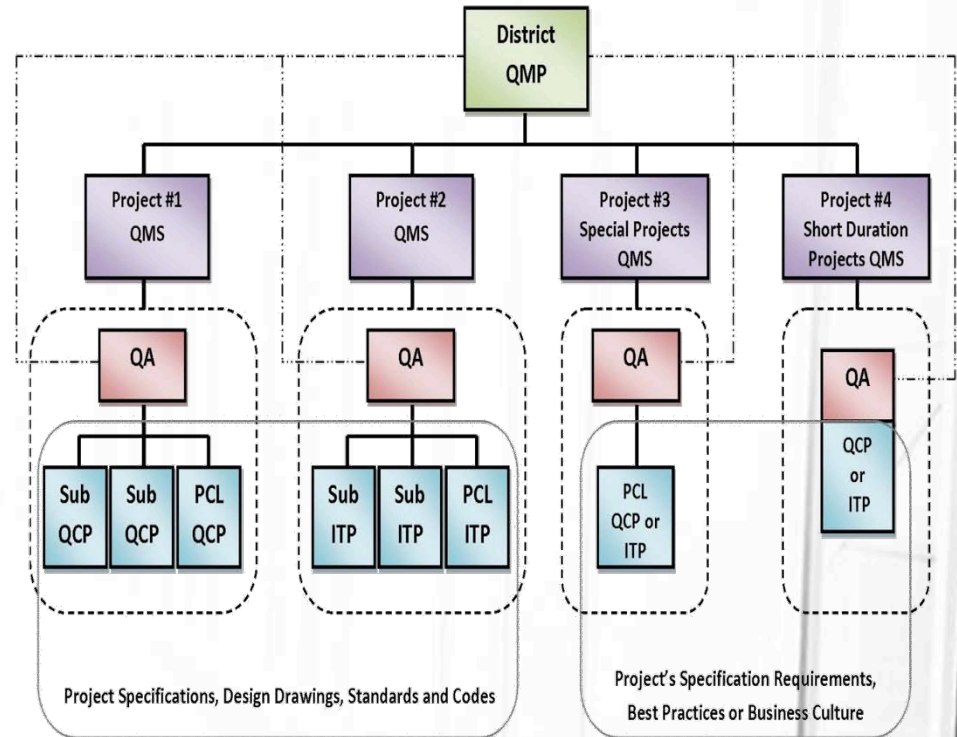 District
QMP
Project #1
QMS
Project #2
QMS
Project #3
Special Projects
QMS
Project #4
Short Duration
Projects QMS
QA
QA
QA
QA
Sub
QCP
Sub
QCP
PCL
QCP
Sub
ITP
Sub
ITP
PCL
ITP
PCL
QCP or
ITP
QCP
or
ITP
Project Specifications, Design Drawings, Standards and Codes
Project's Specification Requirements,
Best Practices or Business Culture